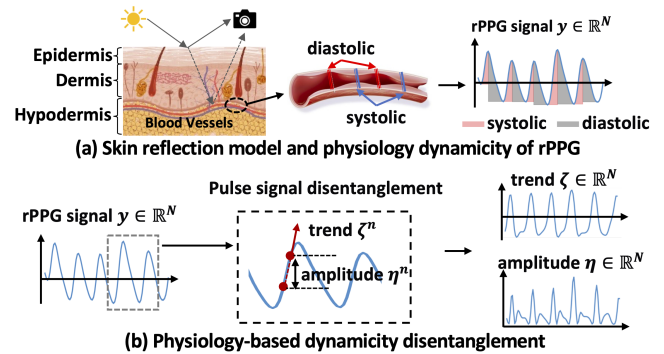 Epidermis
Dermis
Hypodermis
Blood Vessels
diastolic
systolic
rPPG signal 𝒚 ∈ ℝ^𝑵
systolic
diastolic
(a) Skin reflection model and physiology dynamicity of rPPG
rPPG signal 𝒚 ∈ ℝ^𝑵
Pulse signal disentanglement
trend 𝜻^𝒏
amplitude 𝜼^𝒏
trend 𝜻 ∈ ℝ^𝑵
amplitude 𝜼 ∈ ℝ^𝑵
(b) Physiology-based dynamicity disentanglement